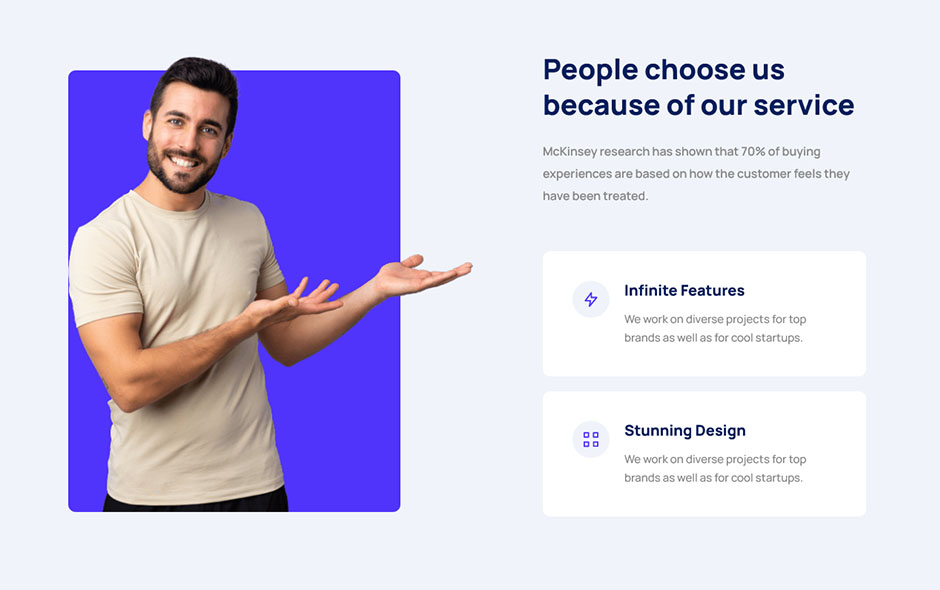 People choose us
because of our service
McKinsey research has shown that 70% of buying
experiences are based on how the customer feels they
have been treated.
Infinite Features
We work on diverse projects for top
brands as well as for cool startups.
Stunning Design
We work on diverse projects for top
brands as well as for cool startups.